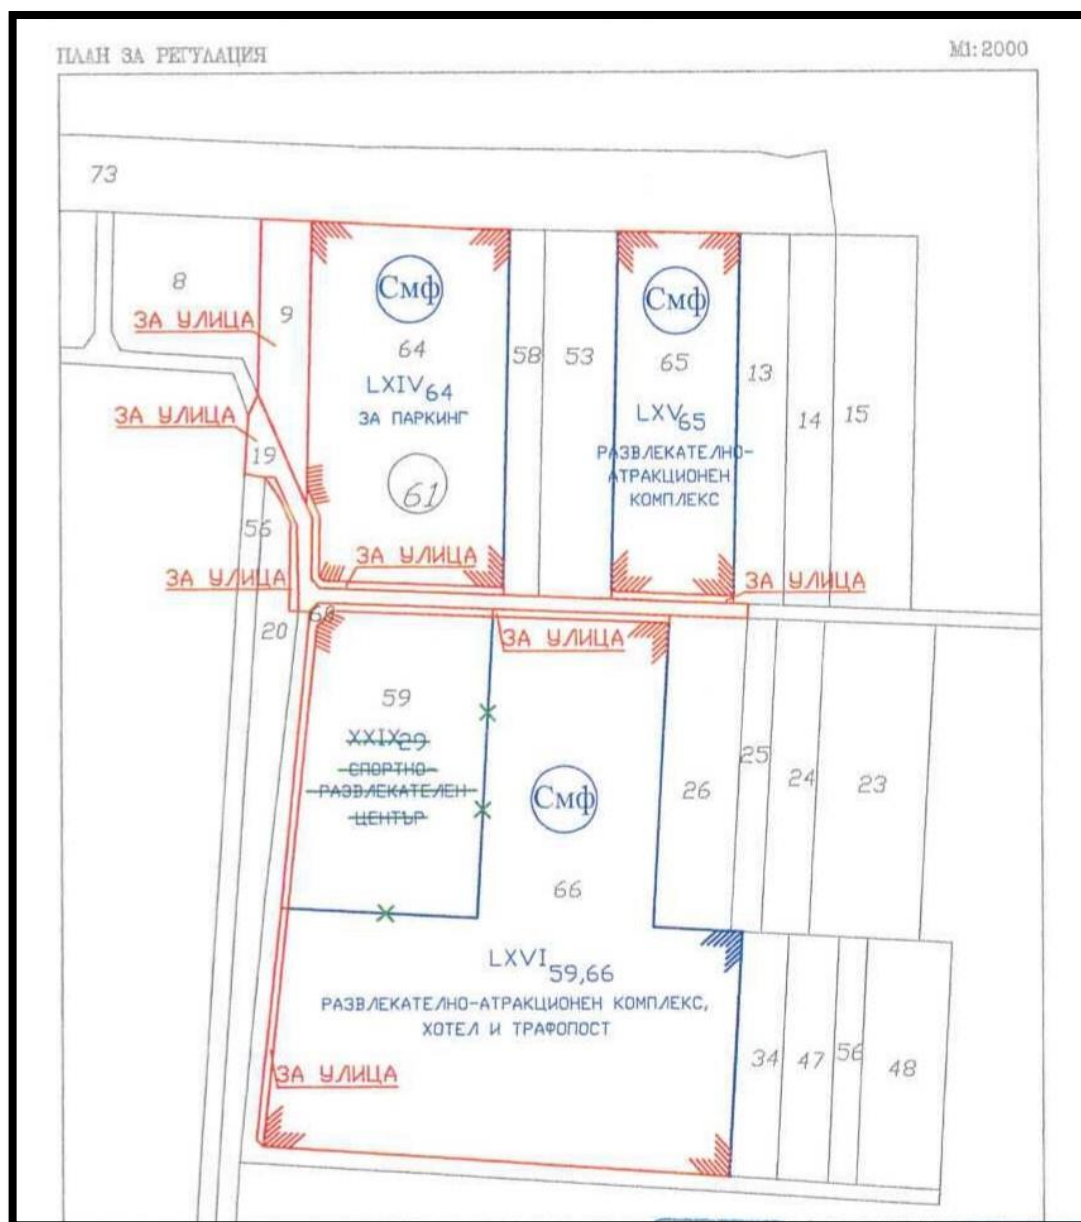 ПЛАН ЗА РЕГУЛАЦИЯ
М1:2000
73
8
ЗА УЛИЦА
9
Смф
64
LXIV64
ЗА ПАРКИНГ
61
58
53
Смф
65
LXV65
РАЗВЛЕКАТЕЛНО-
АТРАКЦИОНЕН
КОМПЛЕКС
13
14
15
ЗА УЛИЦА
19
56
ЗА УЛИЦА
ЗА УЛИЦА
ЗА УЛИЦА
60
20
ЗА УЛИЦА
59
XXIX29
СПОРТНО-
РАЗВЛЕКАТЕЛЕН
ЦЕНТЪР
Смф
66
26
25
24
23
LXVI59,66
РАЗВЛЕКАТЕЛНО-АТРАКЦИОНЕН КОМПЛЕКС,
ХОТЕЛ И ТРАФОПОСТ
ЗА УЛИЦА
34
47
56
48